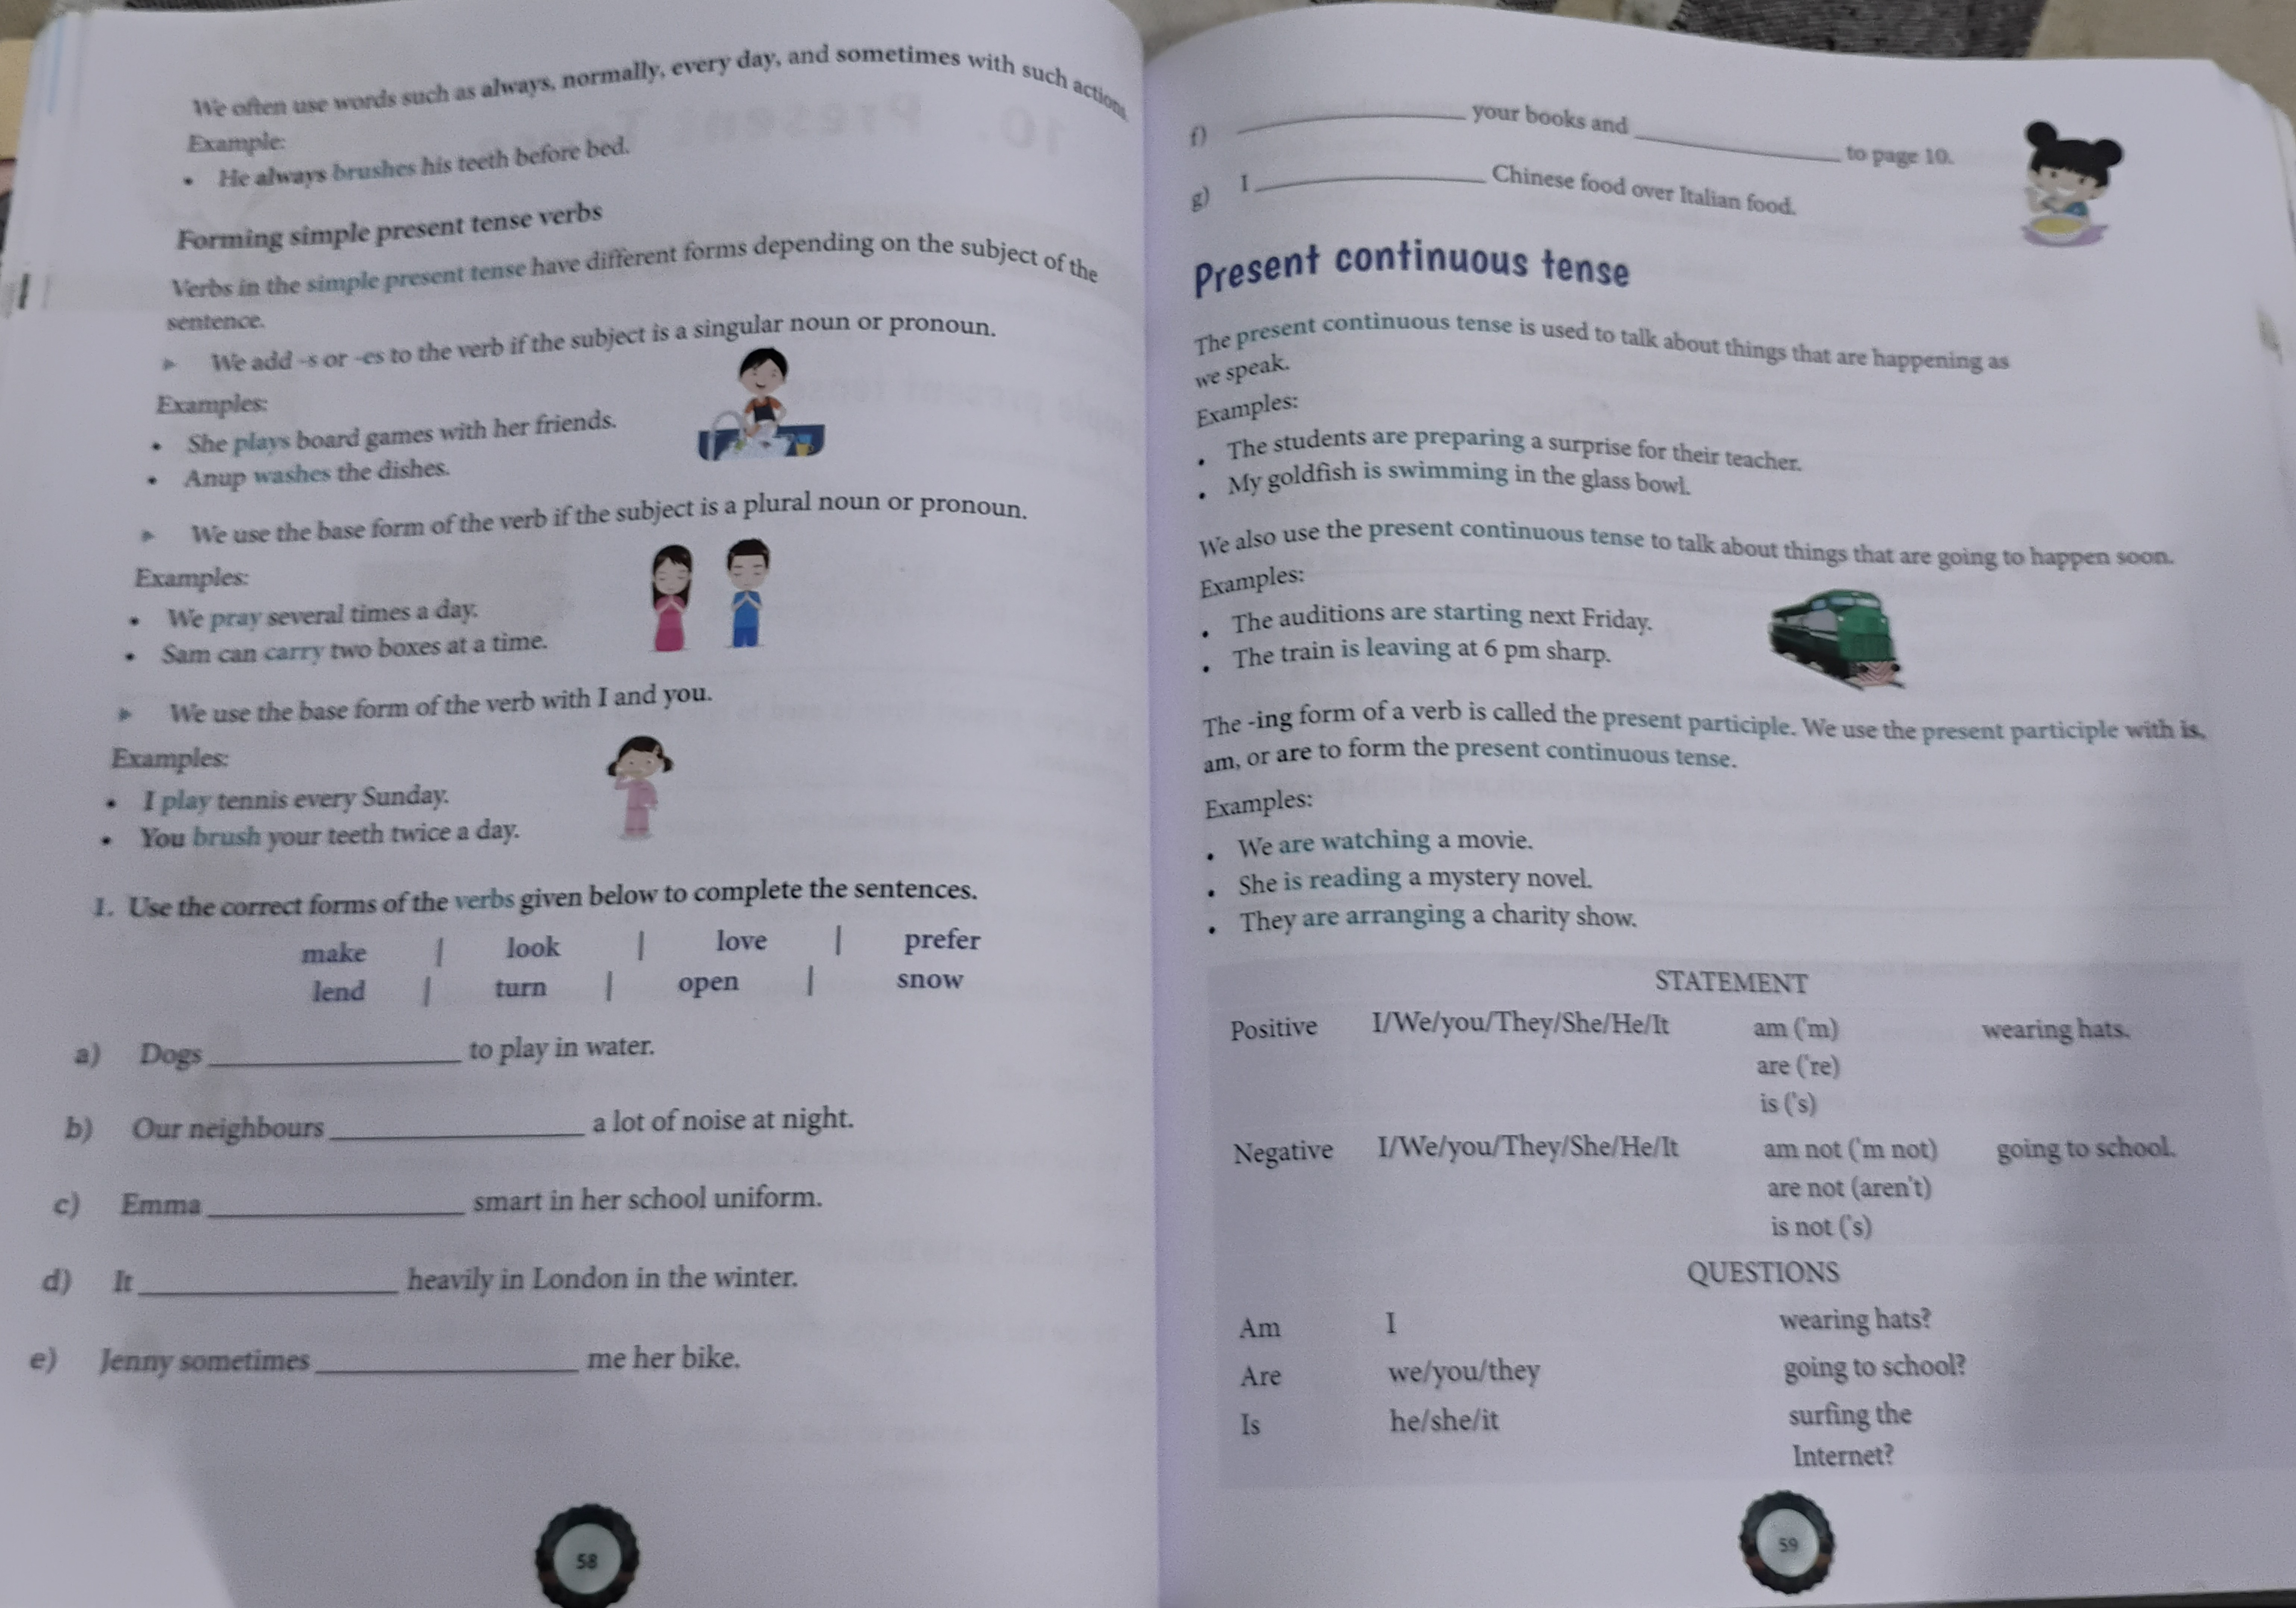 We often use words such as always, normally, every day, and sometimes with such actions
Example:
• He always brushes his teeth before bed.
Forming simple present tense verbs
Verbs in the simple present tense have different forms depending on the subject of the
sentence.
We add -s or -es to the verb if the subject is a singular noun or pronoun.
Examples:
• She plays board games with her friends.
• Anup washes the dishes.
We use the base form of the verb if the subject is a plural noun or pronoun.
Examples:
• We pray several times a day.
• Sam can carry two boxes at a time.
We use the base form of the verb with I and you.
Examples:
• I play tennis every Sunday.
• You brush your teeth twice a day.
1. Use the correct forms of the verbs given below to complete the sentences.
make | look | love | prefer
lend | turn | open | snow
a) Dogs ________________ to play in water.
b) Our neighbours ________________ a lot of noise at night.
c) Emma ________________ smart in her school uniform.
d) It ________________ heavily in London in the winter.
e) Jenny sometimes ________________ me her bike.
58
f) ________________ your books and ________________ to page 10.
g) I ________________ Chinese food over Italian food.
Present continuous tense
The present continuous tense is used to talk about things that are happening as
we speak.
Examples:
• The students are preparing a surprise for their teacher.
• My goldfish is swimming in the glass bowl.
We also use the present continuous tense to talk about things that are going to happen soon.
Examples:
• The auditions are starting next Friday.
• The train is leaving at 6 pm sharp.
The -ing form of a verb is called the present participle. We use the present participle with is,
am, or are to form the present continuous tense.
Examples:
• We are watching a movie.
• She is reading a mystery novel.
• They are arranging a charity show.
STATEMENT
Positive I/We/you/They/She/He/It am ('m) wearing hats.
are ('re)
is ('s)
Negative I/We/you/They/She/He/It am not ('m not) going to school.
are not (aren't)
is not ('s)
QUESTIONS
Am I wearing hats?
Are we/you/they going to school?
Is he/she/it surfing the
Internet?
59